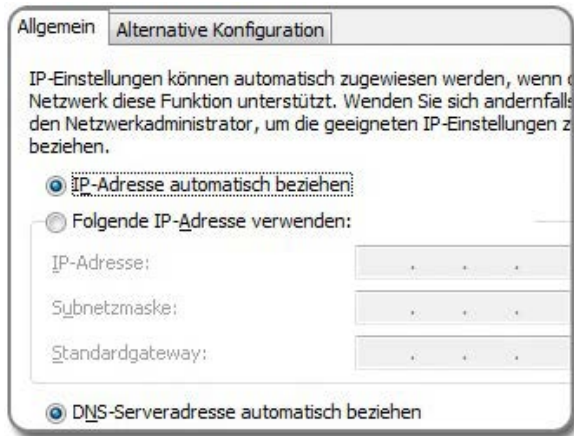 Allgemein Alternative Konfiguration
IP-Einstellungen können automatisch zugewiesen werden, wenn
Netzwerk diese Funktion unterstützt. Wenden Sie sich andernfalls
den Netzwerkadministrator, um die geeigneten IP-Einstellungen
beziehen.
IP-Adresse automatisch beziehen
Folgende IP-Adresse verwenden:
IP-Adresse: . . .
Subnetzmaske: . . .
Standardgateway: . . .
DNS-Serveradresse automatisch beziehen